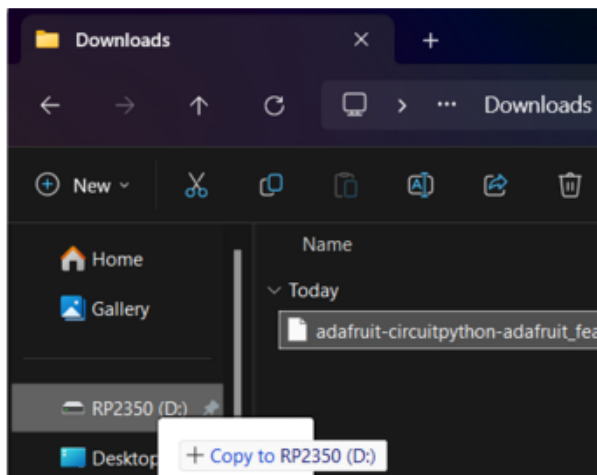 Downloads
Downloads
New
Home
Name
Today
Gallery
adafruit-circuitpython-adafruit_fea
RP2350 (D:)
Desktop
Copy to RP2350 (D:)